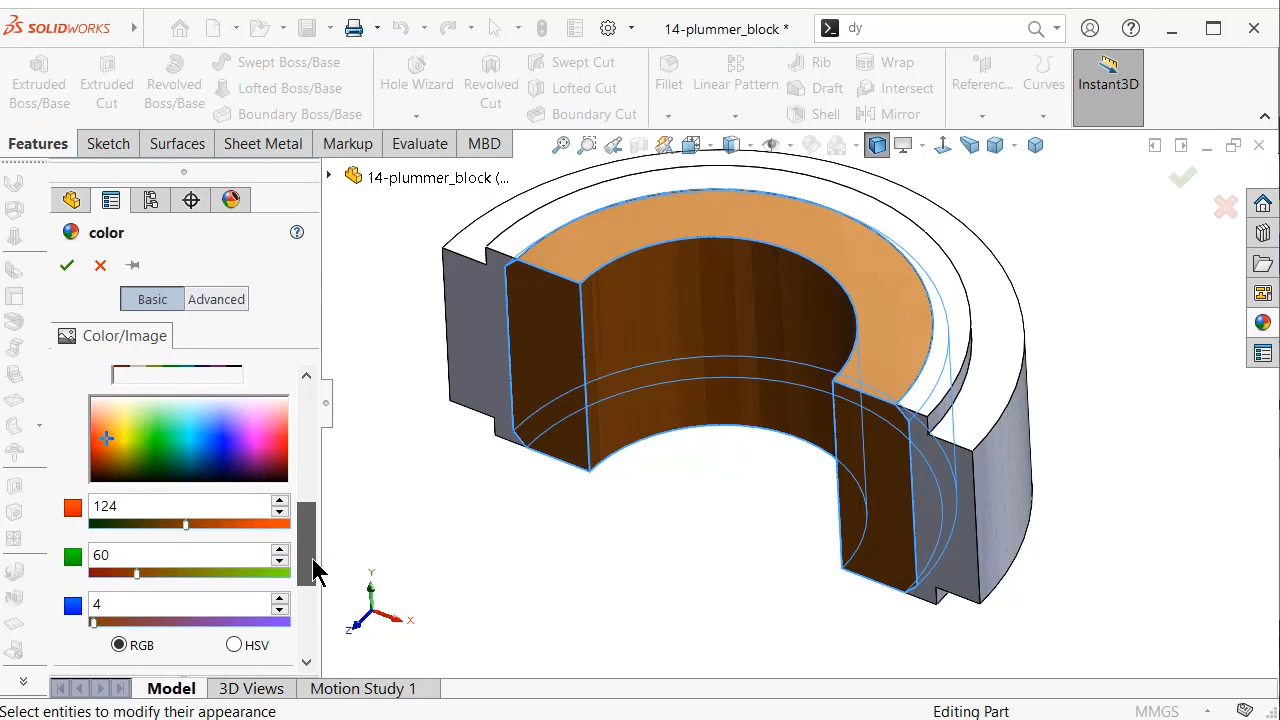 SOLIDWORKS
14-plummer_block *
dy
Extruded Boss/Base
Extruded Cut
Revolved Boss/Base
Swept Boss/Base
Lofted Boss/Base
Boundary Boss/Base
Hole Wizard
Revolved Cut
Swept Cut
Lofted Cut
Boundary Cut
Fillet
Linear Pattern
Rib
Draft
Shell
Wrap
Intersect
Mirror
Referenc...
Curves
Instant3D
Features
Sketch
Surfaces
Sheet Metal
Markup
Evaluate
MBD
14-plummer_block (...
color
Basic
Advanced
Color/Image
124
60
4
RGB
HSV
Y
X
Z
Model
3D Views
Motion Study 1
Select entities to modify their appearance
Editing Part
MMGS